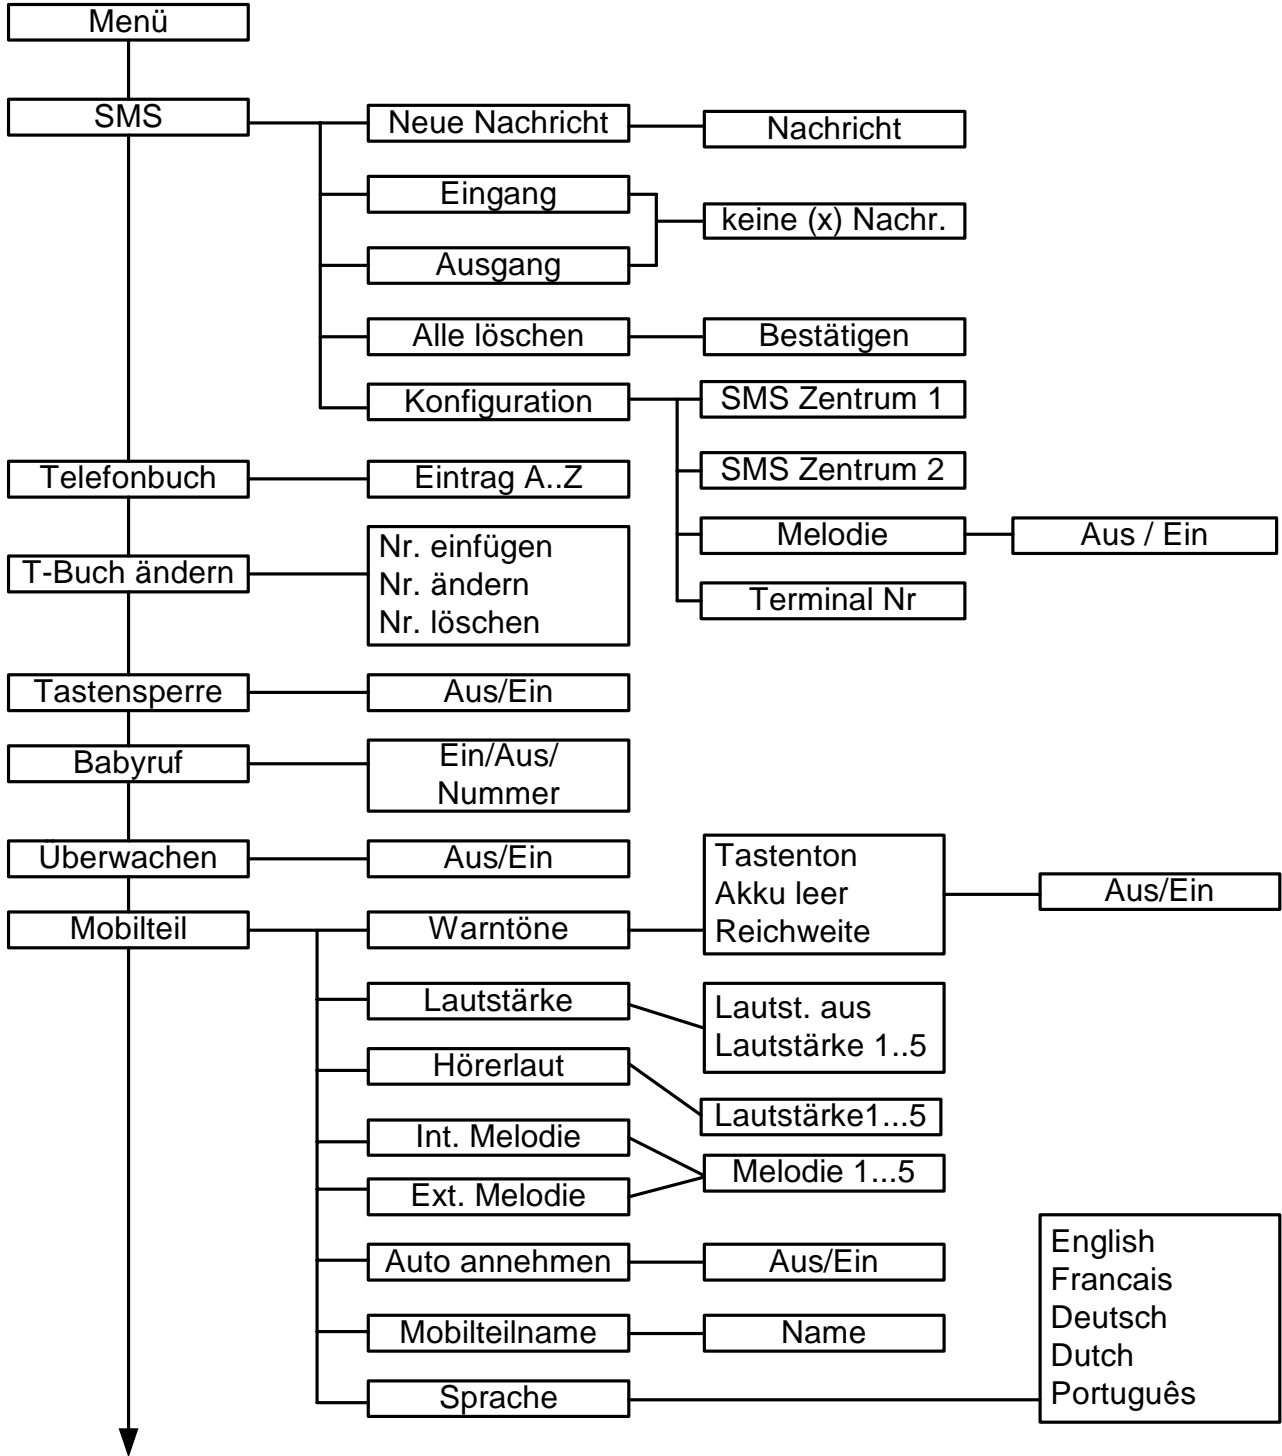 Menü
SMS
Neue Nachricht
Nachricht
Eingang
keine (x) Nachr.
Ausgang
Alle löschen
Bestätigen
Konfiguration
SMS Zentrum 1
SMS Zentrum 2
Melodie
Aus / Ein
Terminal Nr
Telefonbuch
Eintrag A..Z
T-Buch ändern
Nr. einfügen
Nr. ändern
Nr. löschen
Tastensperre
Aus/Ein
Babyruf
Ein/Aus/
Nummer
Überwachen
Aus/Ein
Mobilteil
Warntöne
Tastenton
Akku leer
Reichweite
Aus/Ein
Lautstärke
Lautst. aus
Lautstärke 1..5
Hörerlaut
Lautstärke1...5
Int. Melodie
Ext. Melodie
Melodie 1...5
Auto annehmen
Aus/Ein
Mobilteilname
Name
Sprache
English
Francais
Deutsch
Dutch
Português